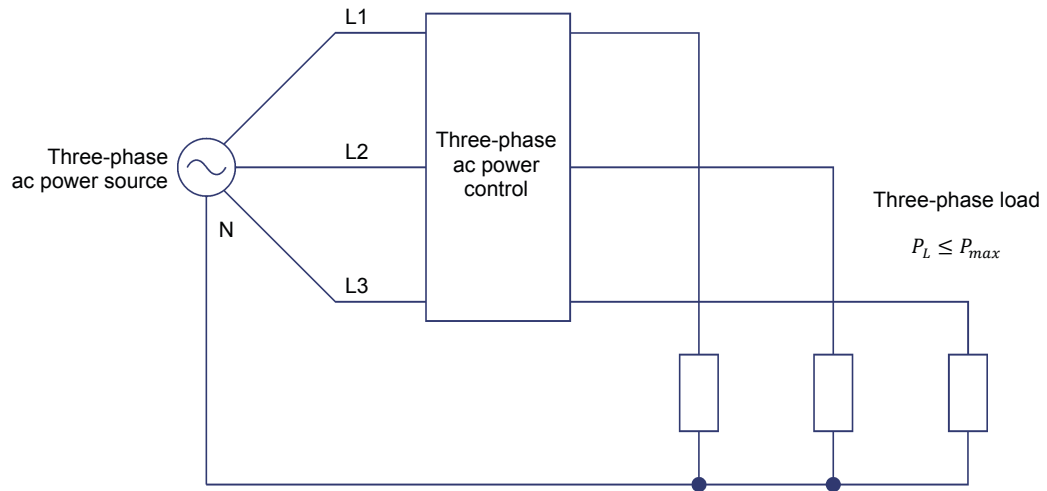 L1
Three-phase
ac power source
L2
N
L3
Three-phase
ac power
control
Three-phase load
P_L ≤ P_max